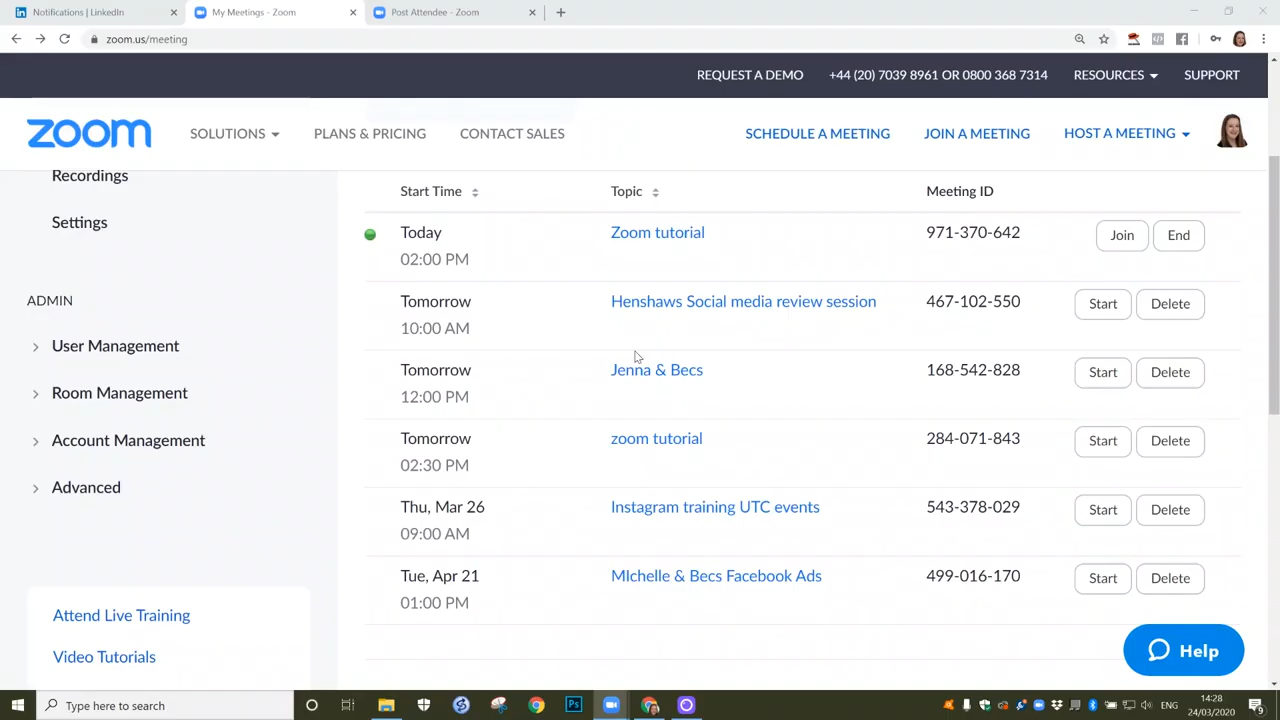 Notifications | LinkedIn
My Meetings - Zoom
Post Attendee - Zoom
zoom.us/meeting
REQUEST A DEMO +44 (20) 7039 8961 OR 0800 368 7314 RESOURCES SUPPORT
zoom SOLUTIONS PLANS & PRICING CONTACT SALES SCHEDULE A MEETING JOIN A MEETING HOST A MEETING
Recordings
Settings
ADMIN
User Management
Room Management
Account Management
Advanced
Attend Live Training
Video Tutorials
Start Time Topic Meeting ID
Today Zoom tutorial 971-370-642 Join End
02:00 PM
Tomorrow Henshaws Social media review session 467-102-550 Start Delete
10:00 AM
Tomorrow Jenna & Becs 168-542-828 Start Delete
12:00 PM
Tomorrow zoom tutorial 284-071-843 Start Delete
02:30 PM
Thu, Mar 26 Instagram training UTC events 543-378-029 Start Delete
09:00 AM
Tue, Apr 21 MIchelle & Becs Facebook Ads 499-016-170 Start Delete
01:00 PM
Help
Type here to search
Ps
ENG
14:28
24/03/2020
9